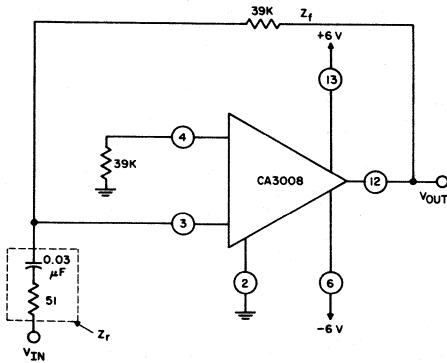 39K
Zf
+6 V
13
4
39K
CA3008
12
VOUT
3
0.03
μF
51
2
6
Zr
-6 V
VIN